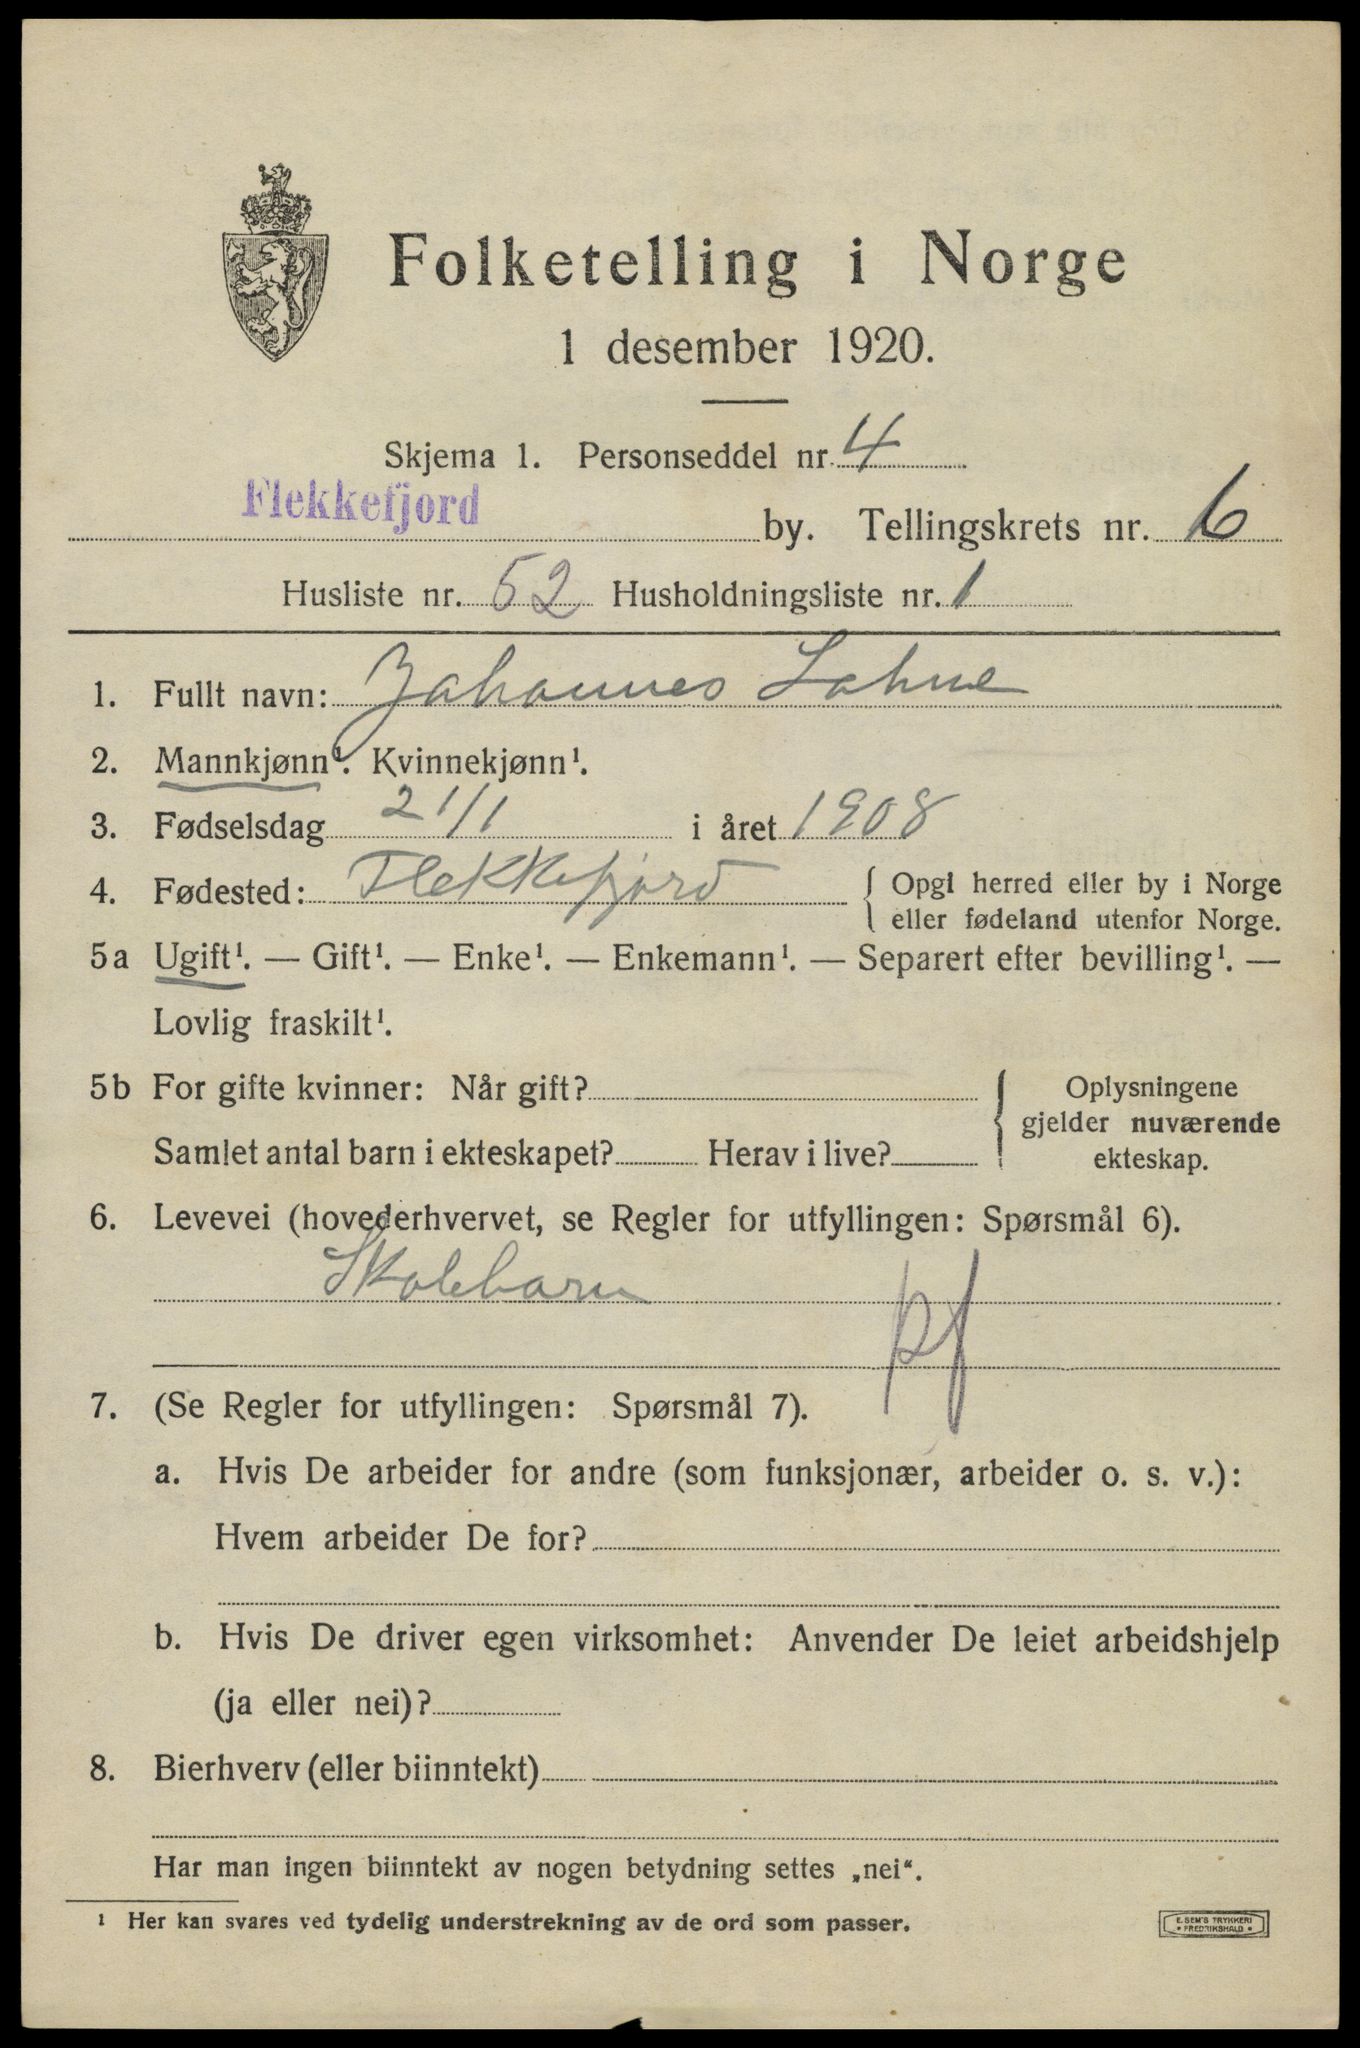 Folketelling i Norge
1 desember 1920.
Skjema 1. Personseddel nr. 4
Flekkefjord by. Tellingskrets nr. 6
Husliste nr. 52 Husholdningsliste nr. 1
1. Fullt navn: Johannes Lohne
2. Mannkjønn¹. Kvinnekjønn¹.
3. Fødselsdag 21/1 i året 1908
4. Fødested: Flekkefjord { Opgi herred eller by i Norge
eller fødeland utenfor Norge.
5a Ugift¹. — Gift¹. — Enke¹. — Enkemann¹. — Separert efter bevilling¹. —
Lovlig fraskilt¹.
5b For gifte kvinner: Når gift? { Oplysningene
gjelder nuværende
Samlet antal barn i ekteskapet? Herav i live? ekteskap.
6. Levevei (hovederhvervet, se Regler for utfyllingen: Spørsmål 6).
Skolebarn
pf
7. (Se Regler for utfyllingen: Spørsmål 7).
a. Hvis De arbeider for andre (som funksjonær, arbeider o. s. v.):
Hvem arbeider De for?
b. Hvis De driver egen virksomhet: Anvender De leiet arbeidshjelp
(ja eller nei)?
8. Bierhverv (eller biinntekt)
Har man ingen biinntekt av nogen betydning settes „nei“.
¹ Her kan svares ved tydelig understrekning av de ord som passer.
E. SEM'S TRYKKERI
• FREDRIKSHALD •